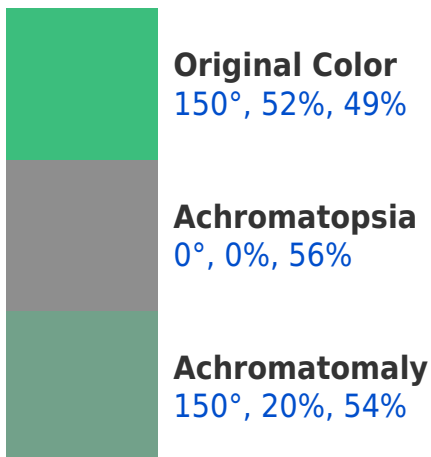 Original Color
150°, 52%, 49%
Achromatopsia
0°, 0%, 56%
Achromatomaly
150°, 20%, 54%